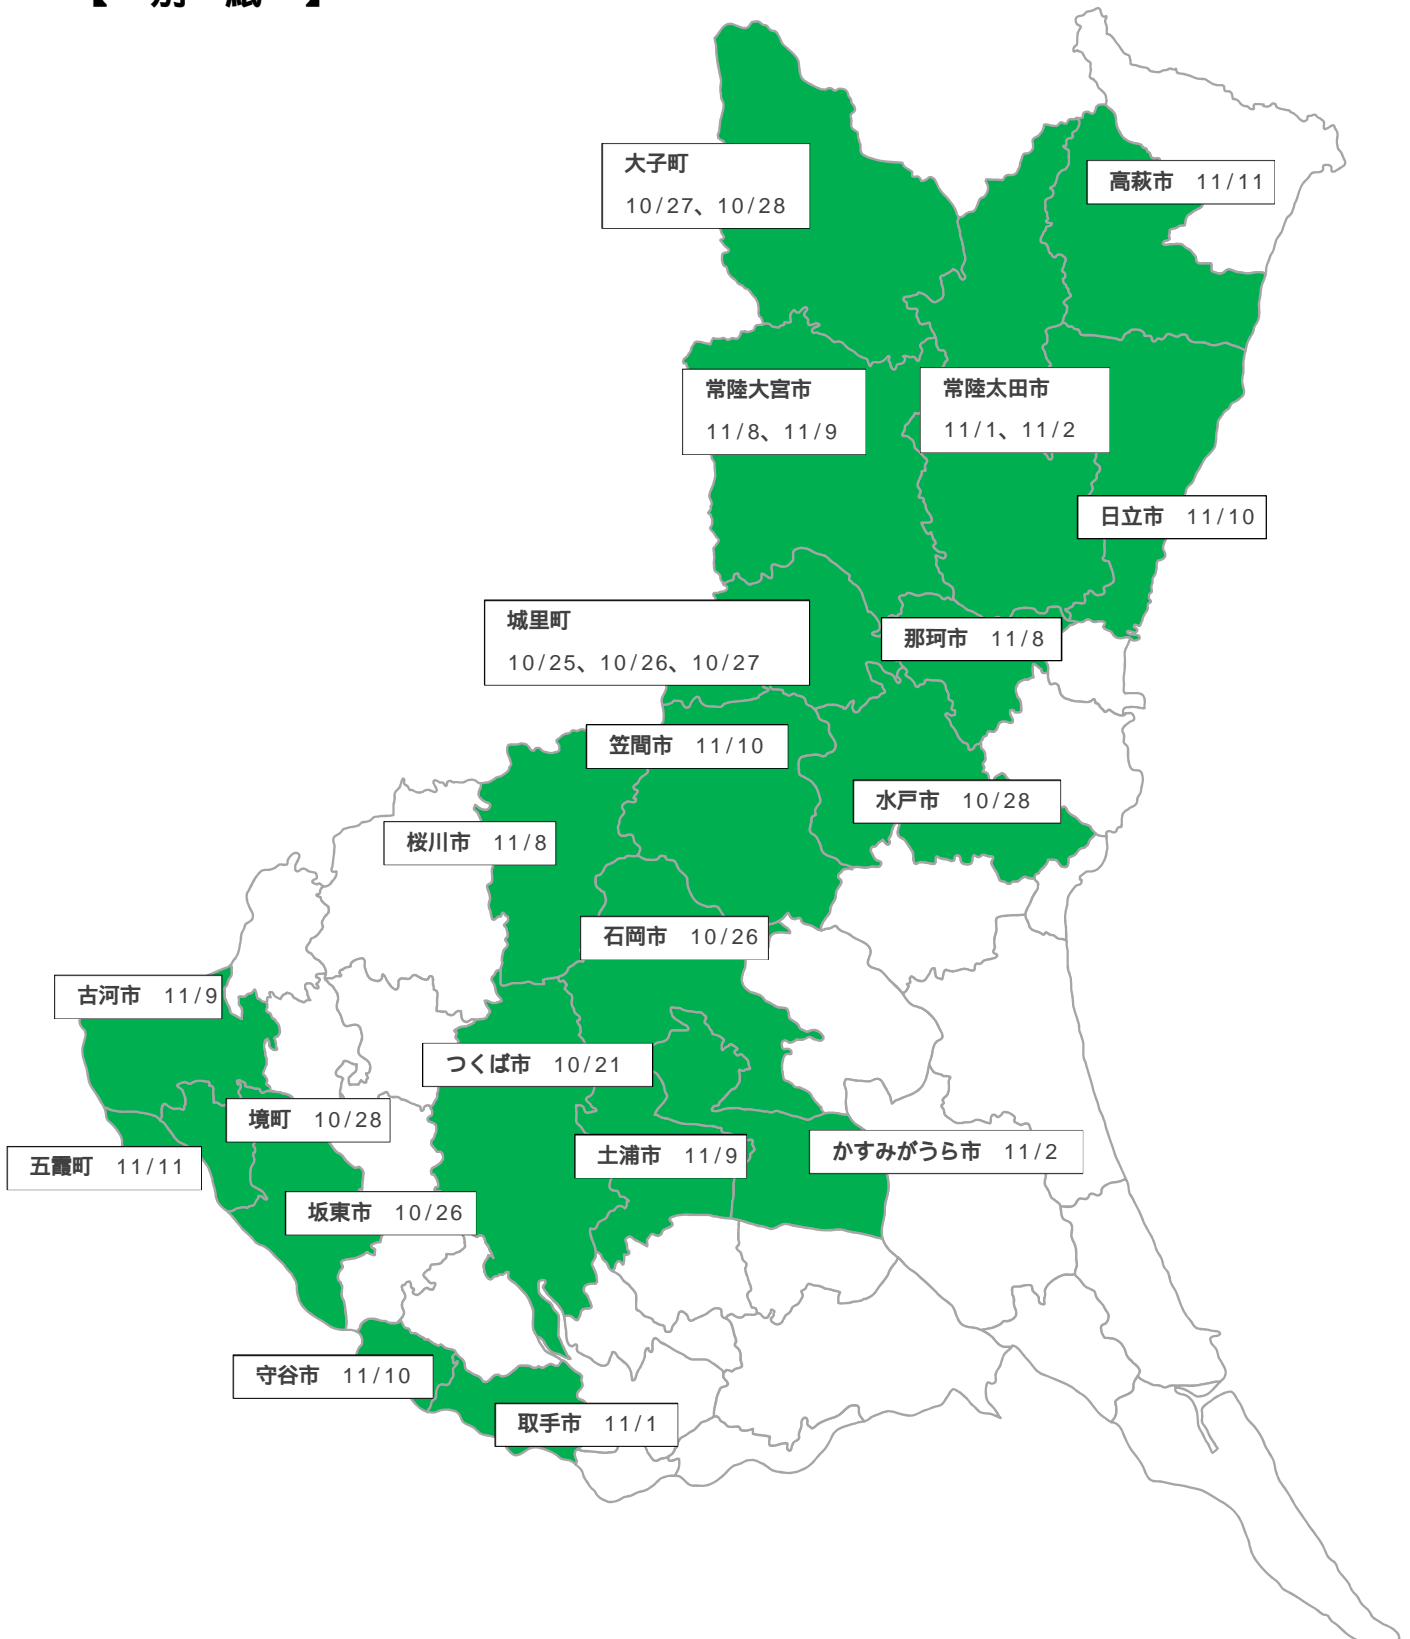 【　別　紙　】
大子町
10/27、10/28
高萩市　11/11
常陸大宮市
11/8、11/9
常陸太田市
11/1、11/2
日立市　11/10
城里町
10/25、10/26、10/27
那珂市　11/8
笠間市　11/10
水戸市　10/28
桜川市　11/8
石岡市　10/26
古河市　11/9
つくば市　10/21
境町　10/28
土浦市　11/9
かすみがうら市　11/2
五霞町　11/11
坂東市　10/26
守谷市　11/10
取手市　11/1